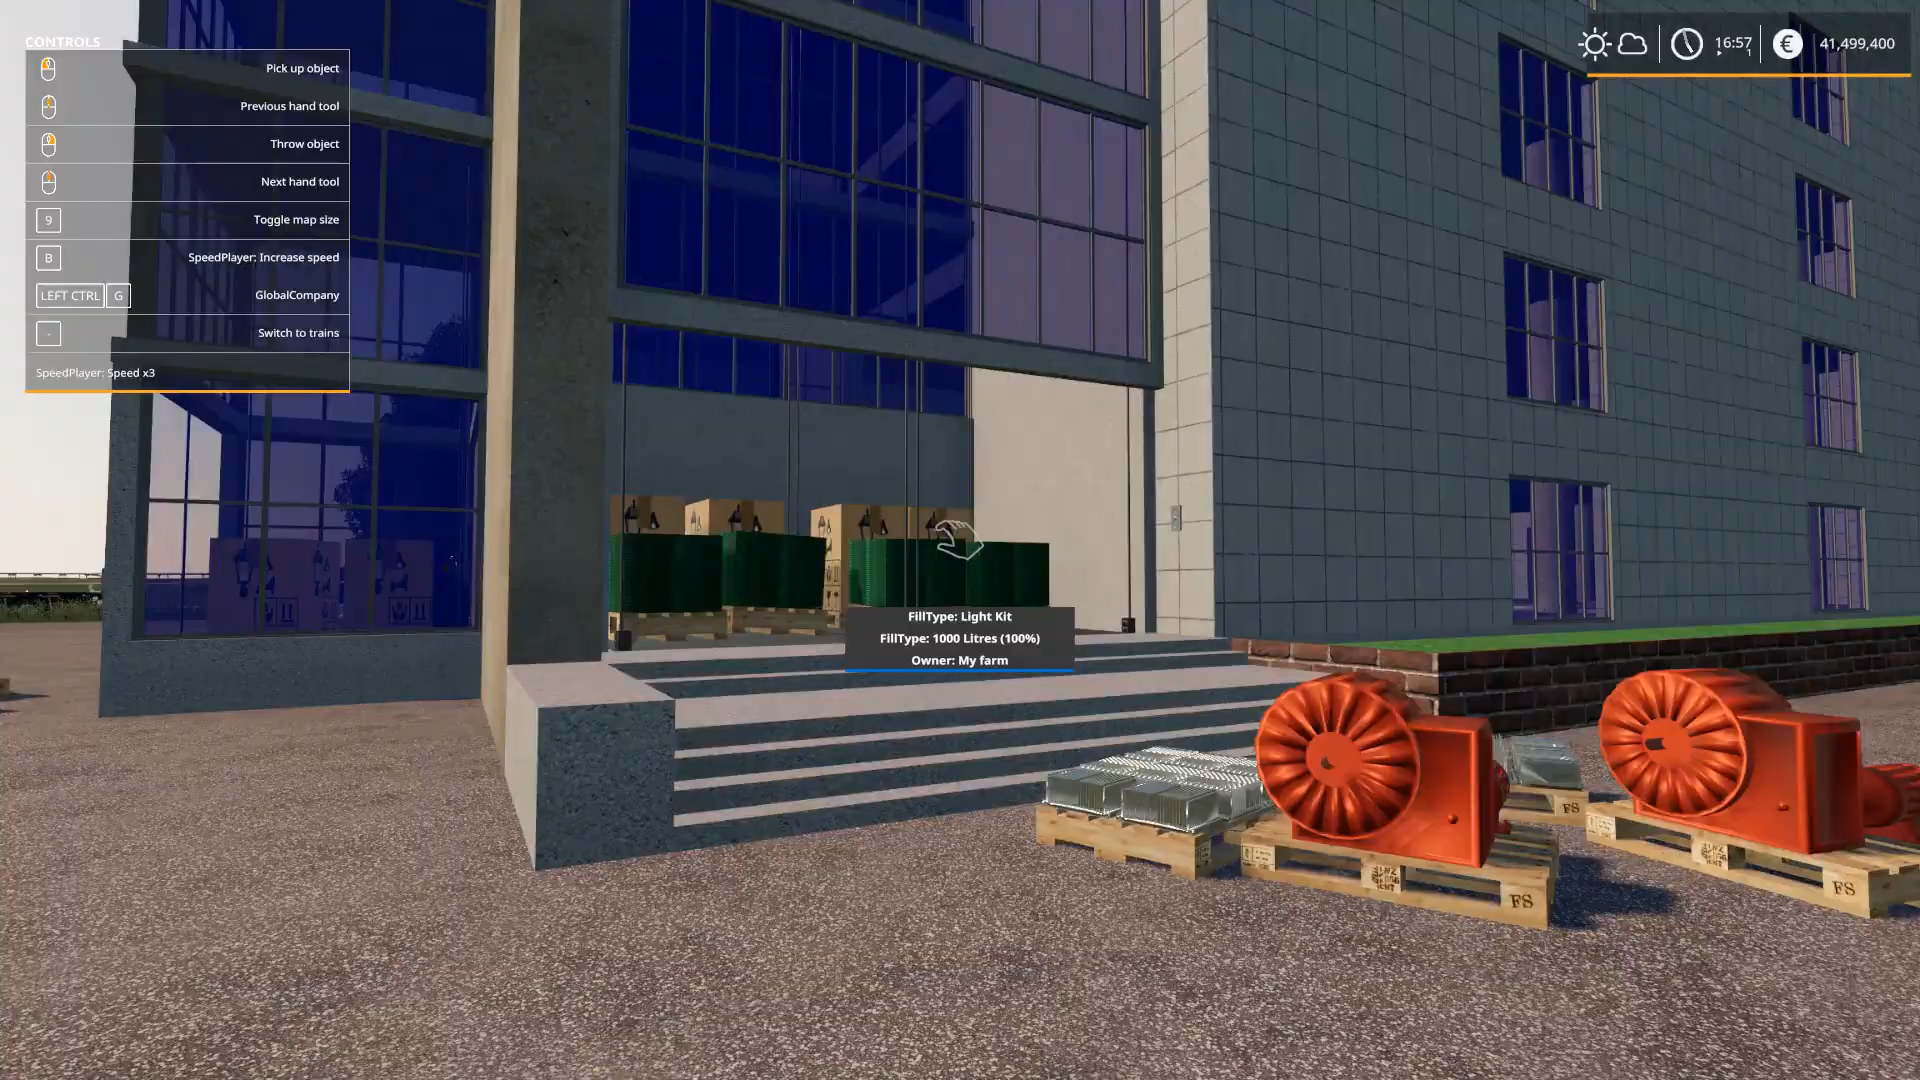 CONTROLS
Pick up object
Previous hand tool
Throw object
Next hand tool
9 Toggle map size
B SpeedPlayer: Increase speed
LEFT CTRL G GlobalCompany
- Switch to trains
SpeedPlayer: Speed x3
16:57
€ 41,499,400
FillType: Light Kit
FillType: 1000 Litres (100%)
Owner: My farm
FS
FS
FS